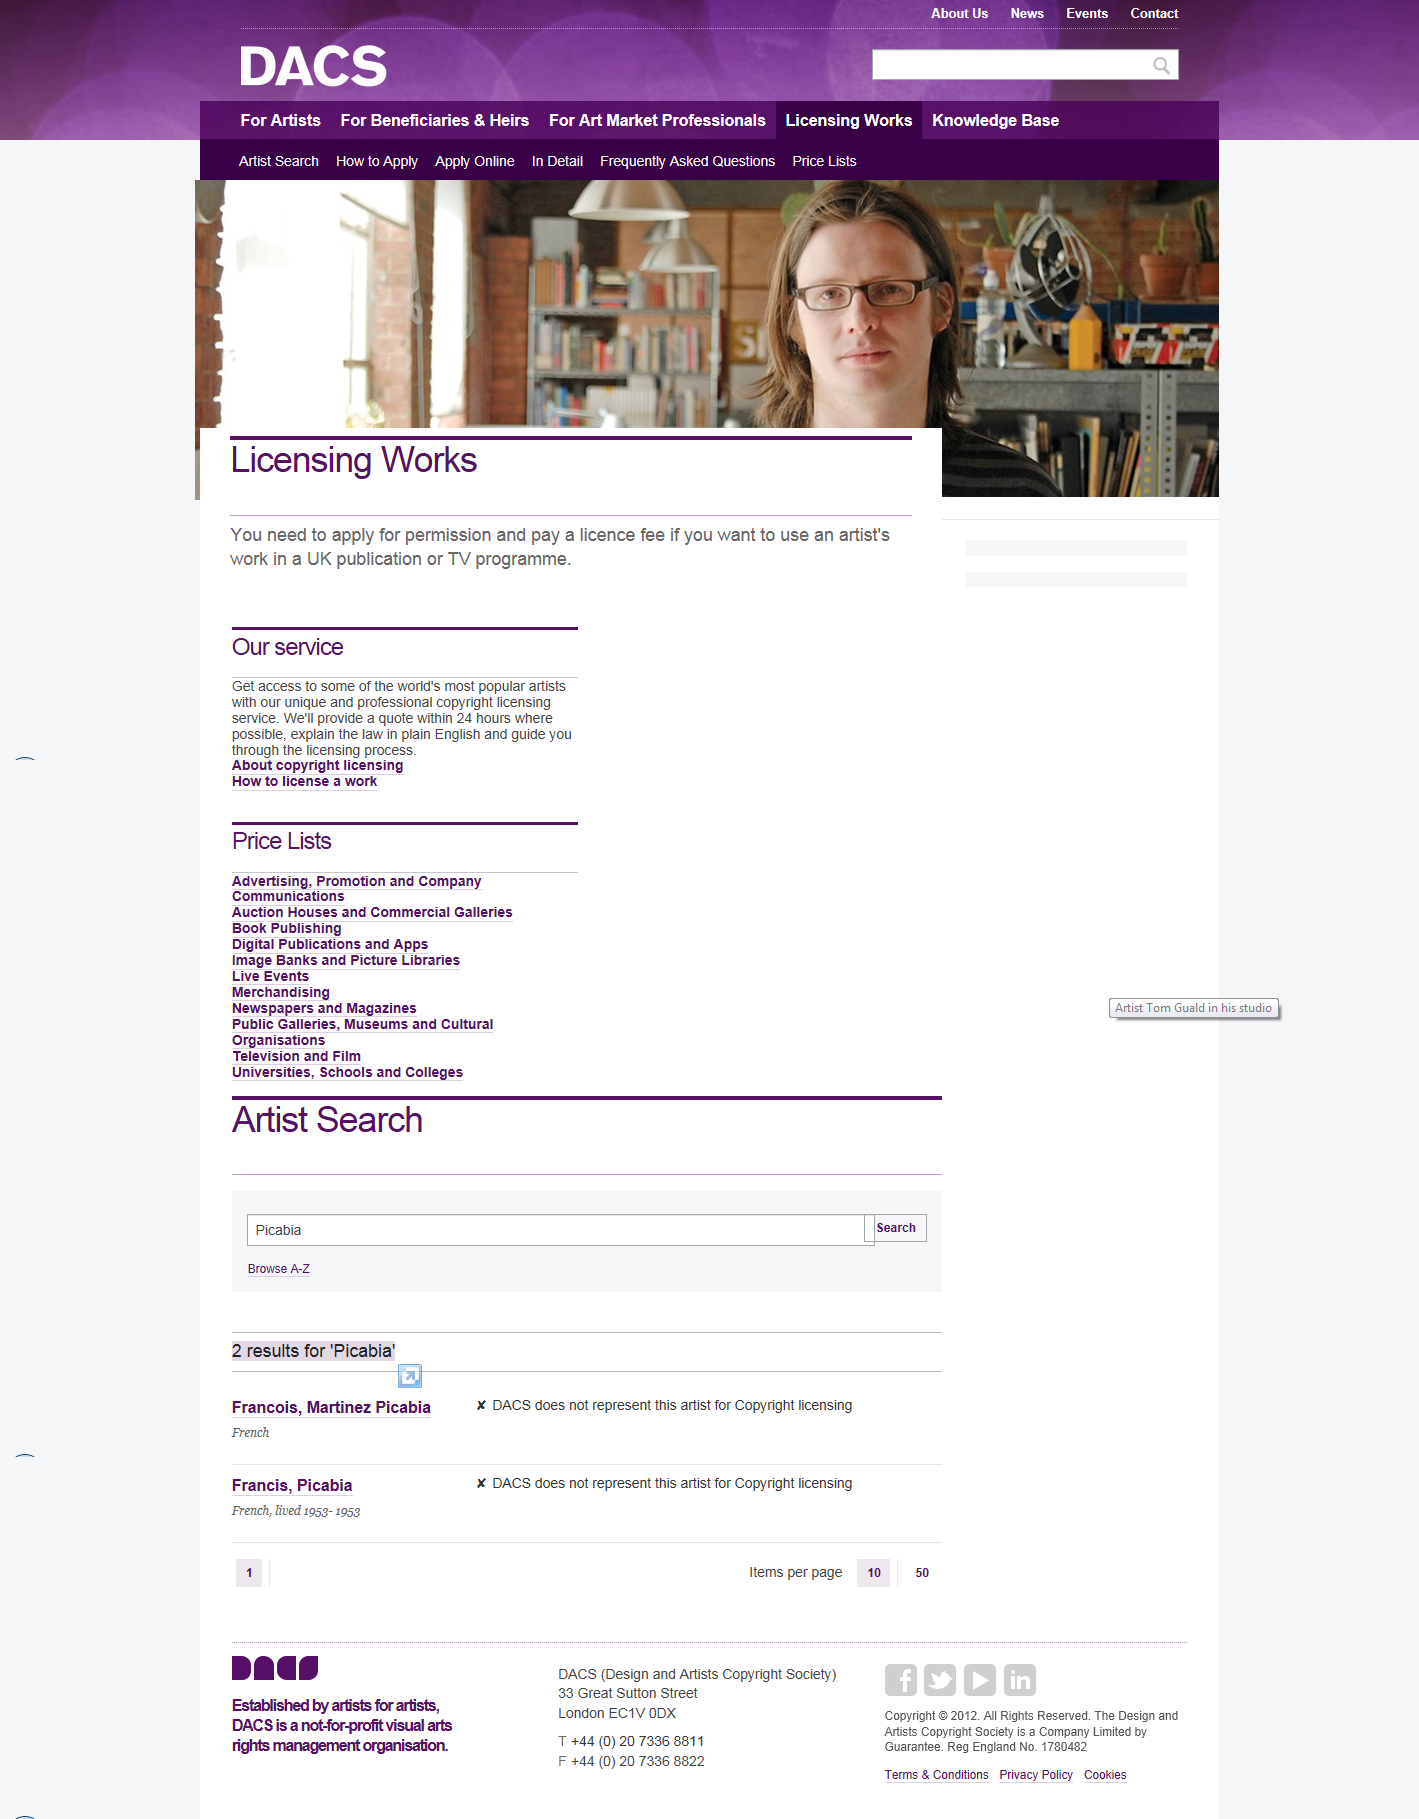 About Us News Events Contact
DACS
For Artists For Beneficiaries & Heirs For Art Market Professionals Licensing Works Knowledge Base
Artist Search How to Apply Apply Online In Detail Frequently Asked Questions Price Lists
Licensing Works
You need to apply for permission and pay a licence fee if you want to use an artist's
work in a UK publication or TV programme.
Our service
Get access to some of the world's most popular artists
with our unique and professional copyright licensing
service. We'll provide a quote within 24 hours where
possible, explain the law in plain English and guide you
through the licensing process.
About copyright licensing
How to license a work
Price Lists
Advertising, Promotion and Company
Communications
Auction Houses and Commercial Galleries
Book Publishing
Digital Publications and Apps
Image Banks and Picture Libraries
Live Events
Merchandising
Newspapers and Magazines
Public Galleries, Museums and Cultural
Organisations
Television and Film
Universities, Schools and Colleges
Artist Tom Guald in his studio
Artist Search
Picabia Search
Browse A-Z
2 results for 'Picabia'
Francois, Martinez Picabia ✘ DACS does not represent this artist for Copyright licensing
French
Francis, Picabia ✘ DACS does not represent this artist for Copyright licensing
French, lived 1953- 1953
1 Items per page 10 50
DACS
Established by artists for artists,
DACS is a not-for-profit visual arts
rights management organisation.
DACS (Design and Artists Copyright Society)
33 Great Sutton Street
London EC1V 0DX
T +44 (0) 20 7336 8811
F +44 (0) 20 7336 8822
Copyright © 2012. All Rights Reserved. The Design and
Artists Copyright Society is a Company Limited by
Guarantee. Reg England No. 1780482
Terms & Conditions Privacy Policy Cookies